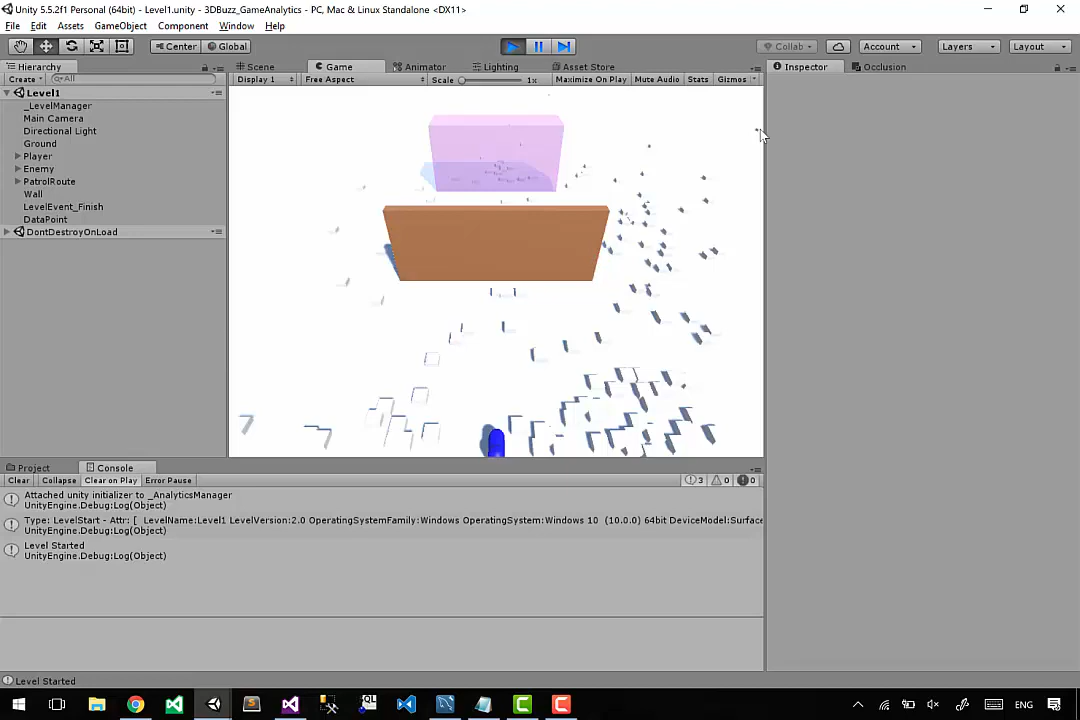 Unity 5.5.2f1 Personal (64bit) - Level1.unity - 3DBuzz_GameAnalytics - PC, Mac & Linux Standalone <DX11>
File Edit Assets GameObject Component Window Help
Center Global Collab Account Layers Layout
Hierarchy
Create All
Level1
_LevelManager
Main Camera
Directional Light
Ground
Player
Enemy
PatrolRoute
Wall
LevelEvent_Finish
DataPoint
DontDestroyOnLoad
Scene Game Animator Lighting Asset Store
Display 1 Free Aspect Scale 1x Maximize On Play Mute Audio Stats Gizmos
Inspector Occlusion
Project Console
Clear Collapse Clear on Play Error Pause 3 0 0
Attached unity initializer to _AnalyticsManager
UnityEngine.Debug:Log(Object)
Type: LevelStart - Attr: [ LevelName:Level1 LevelVersion:2.0 OperatingSystemFamily:Windows OperatingSystem:Windows 10 (10.0.0) 64bit DeviceModel:Surface
UnityEngine.Debug:Log(Object)
Level Started
UnityEngine.Debug:Log(Object)
Level Started
ENG